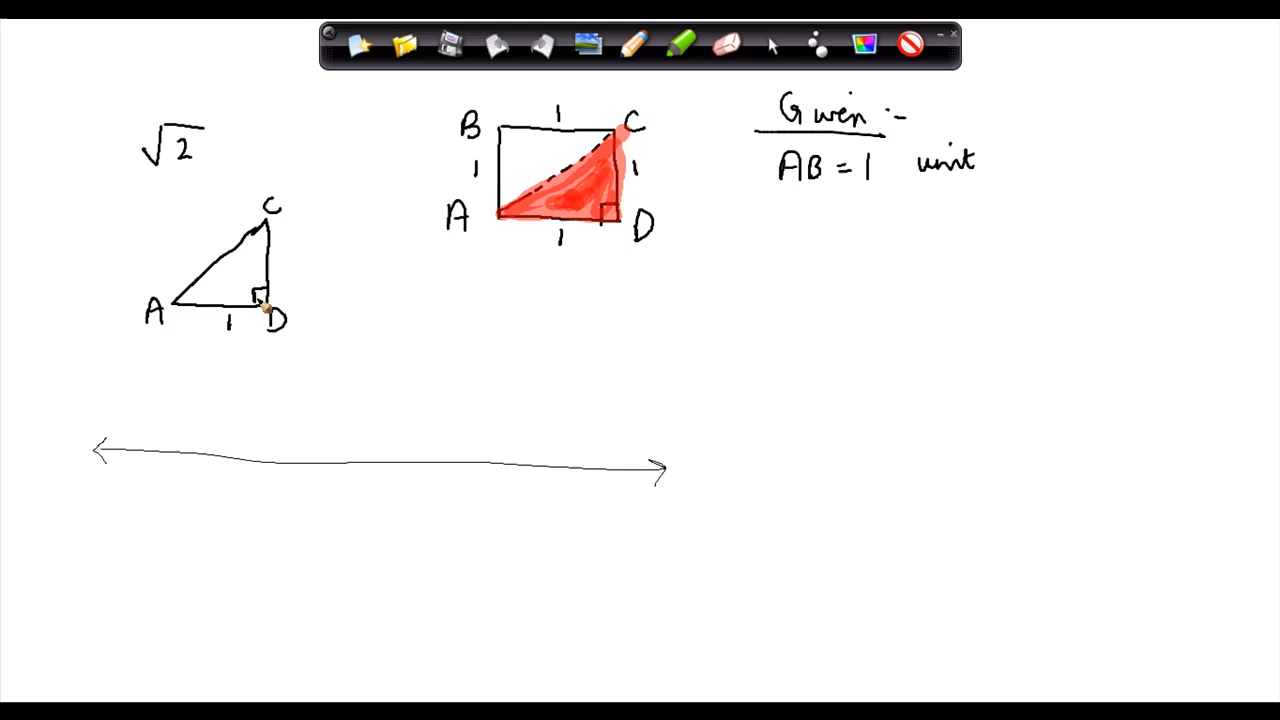 √2
B 1 C
1 1
A 1 D
Given :-
AB = 1 unit
C
A 1 D